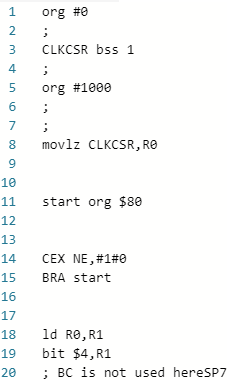 1 org #0
2 ;
3 CLKCSR bss 1
4 ;
5 org #1000
6 ;
7 ;
8 movlz CLKCSR,R0
9
10
11 start org $80
12
13
14 CEX NE,#1#0
15 BRA start
16
17
18 ld R0,R1
19 bit $4,R1
20 ; BC is not used hereSP7